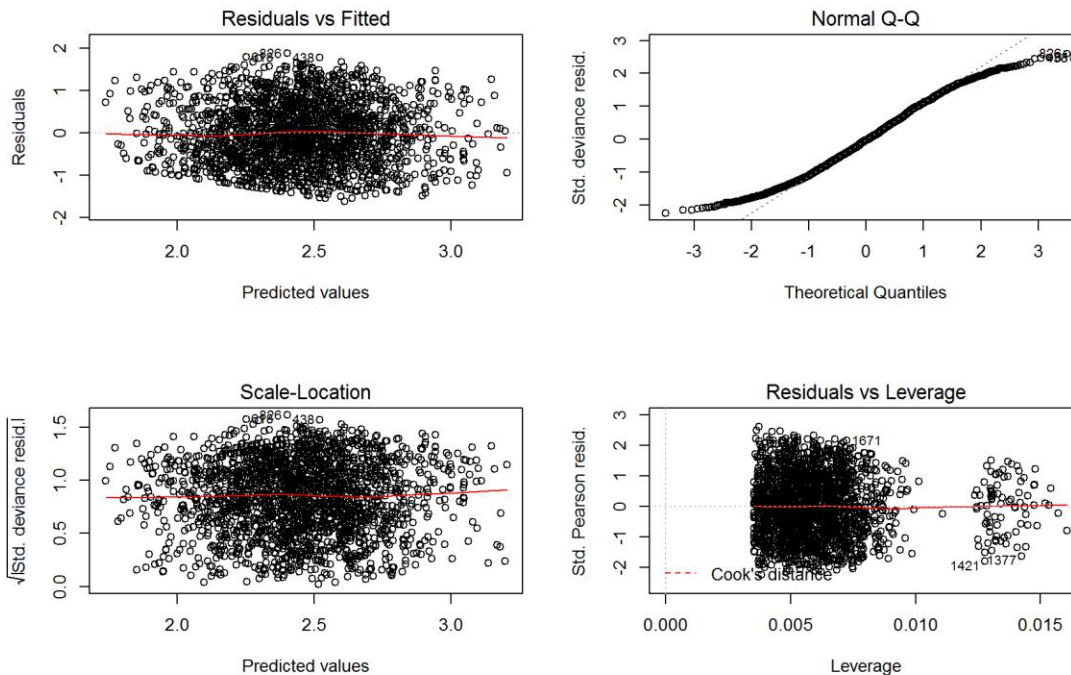 Residuals vs Fitted
Residuals
2
1
0
-1
-2
826
438
2.0 2.5 3.0
Predicted values
Normal Q-Q
Std. deviance resid.
3
2
1
0
-1
-2
826
-3 -2 -1 0 1 2 3
Theoretical Quantiles
Scale-Location
√|Std. deviance resid.|
1.5
1.0
0.5
0.0
826
438
2.0 2.5 3.0
Predicted values
Residuals vs Leverage
Std. Pearson resid.
3
2
1
0
-1
-2
1671
1421
1377
Cook's distance
0.000 0.005 0.010 0.015
Leverage